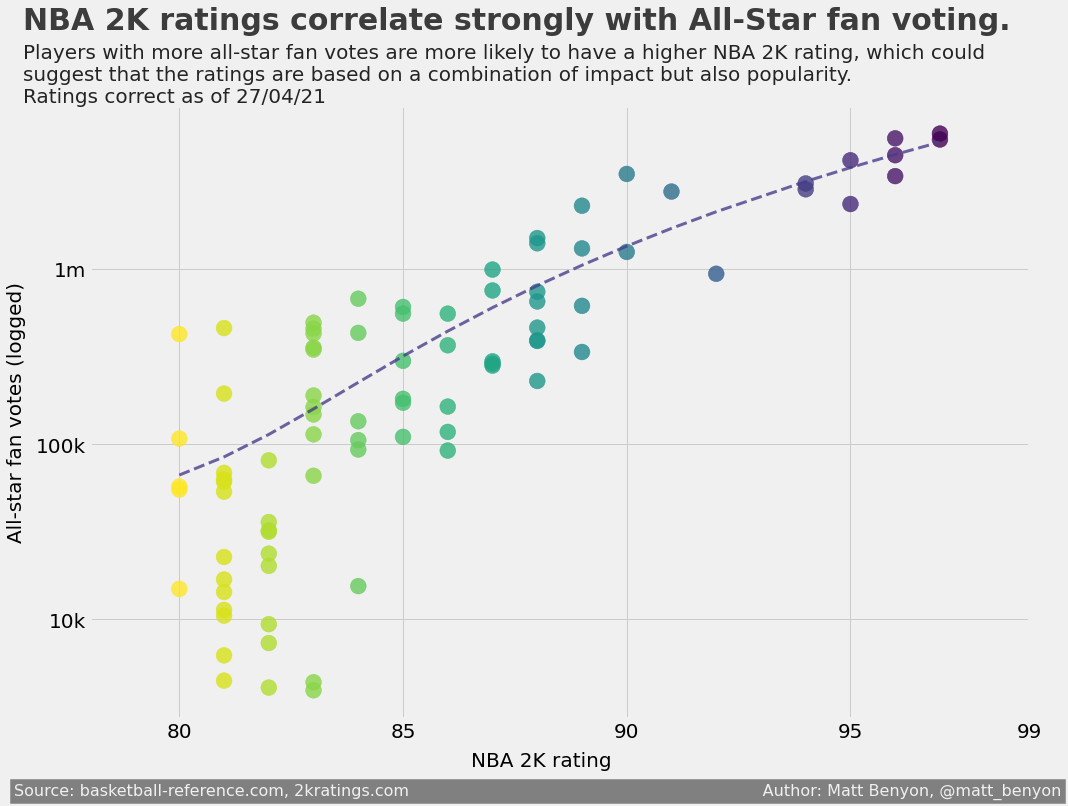 NBA 2K ratings correlate strongly with All-Star fan voting.
Players with more all-star fan votes are more likely to have a higher NBA 2K rating, which could
suggest that the ratings are based on a combination of impact but also popularity.
Ratings correct as of 27/04/21
All-star fan votes (logged)
1m
100k
10k
80 85 90 95 99
NBA 2K rating
Source: basketball-reference.com, 2kratings.com Author: Matt Benyon, @matt_benyon